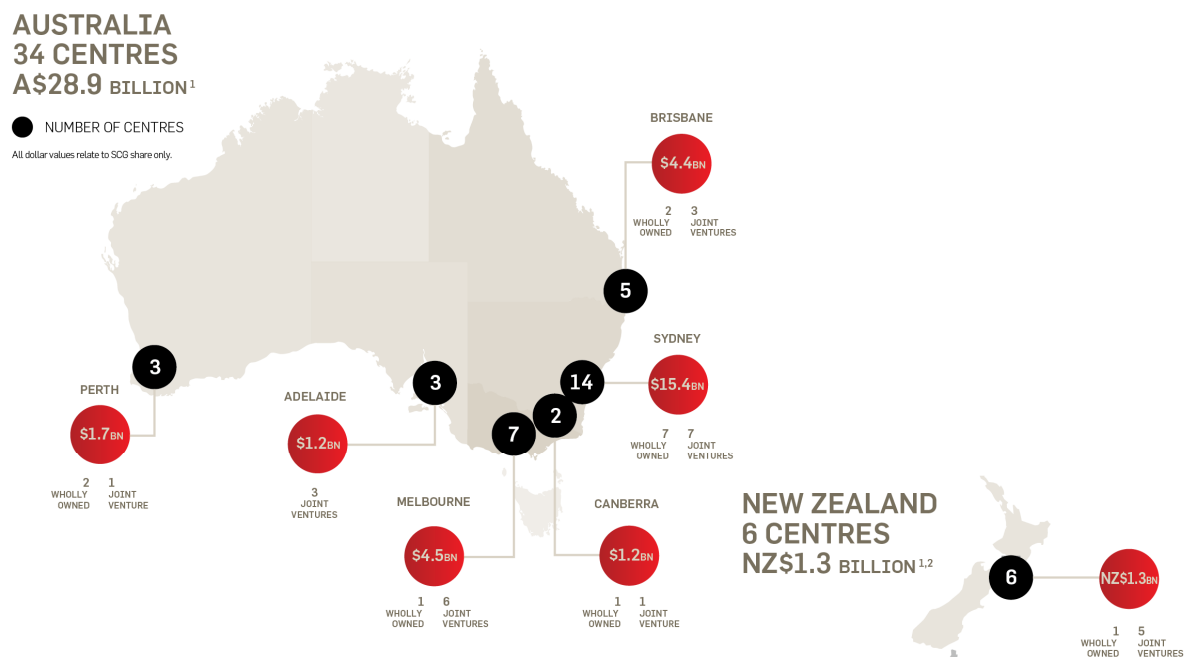 AUSTRALIA
34 CENTRES
A$28.9 BILLION 1
NUMBER OF CENTRES
All dollar values relate to SCG share only.
BRISBANE
$4.4BN
2 3
WHOLLY JOINT
OWNED VENTURES
5
SYDNEY
14
$15.4BN
7 7
WHOLLY JOINT
OWNED VENTURES
3
PERTH
$1.7BN
2 1
WHOLLY JOINT
OWNED VENTURE
3
ADELAIDE
$1.2BN
3
JOINT
VENTURES
7
MELBOURNE
$4.5BN
1 6
WHOLLY JOINT
OWNED VENTURES
2
CANBERRA
$1.2BN
1 1
WHOLLY JOINT
OWNED VENTURE
NEW ZEALAND
6 CENTRES
NZ$1.3 BILLION 1,2
6
NZ$1.3BN
1 5
WHOLLY JOINT
OWNED VENTURES